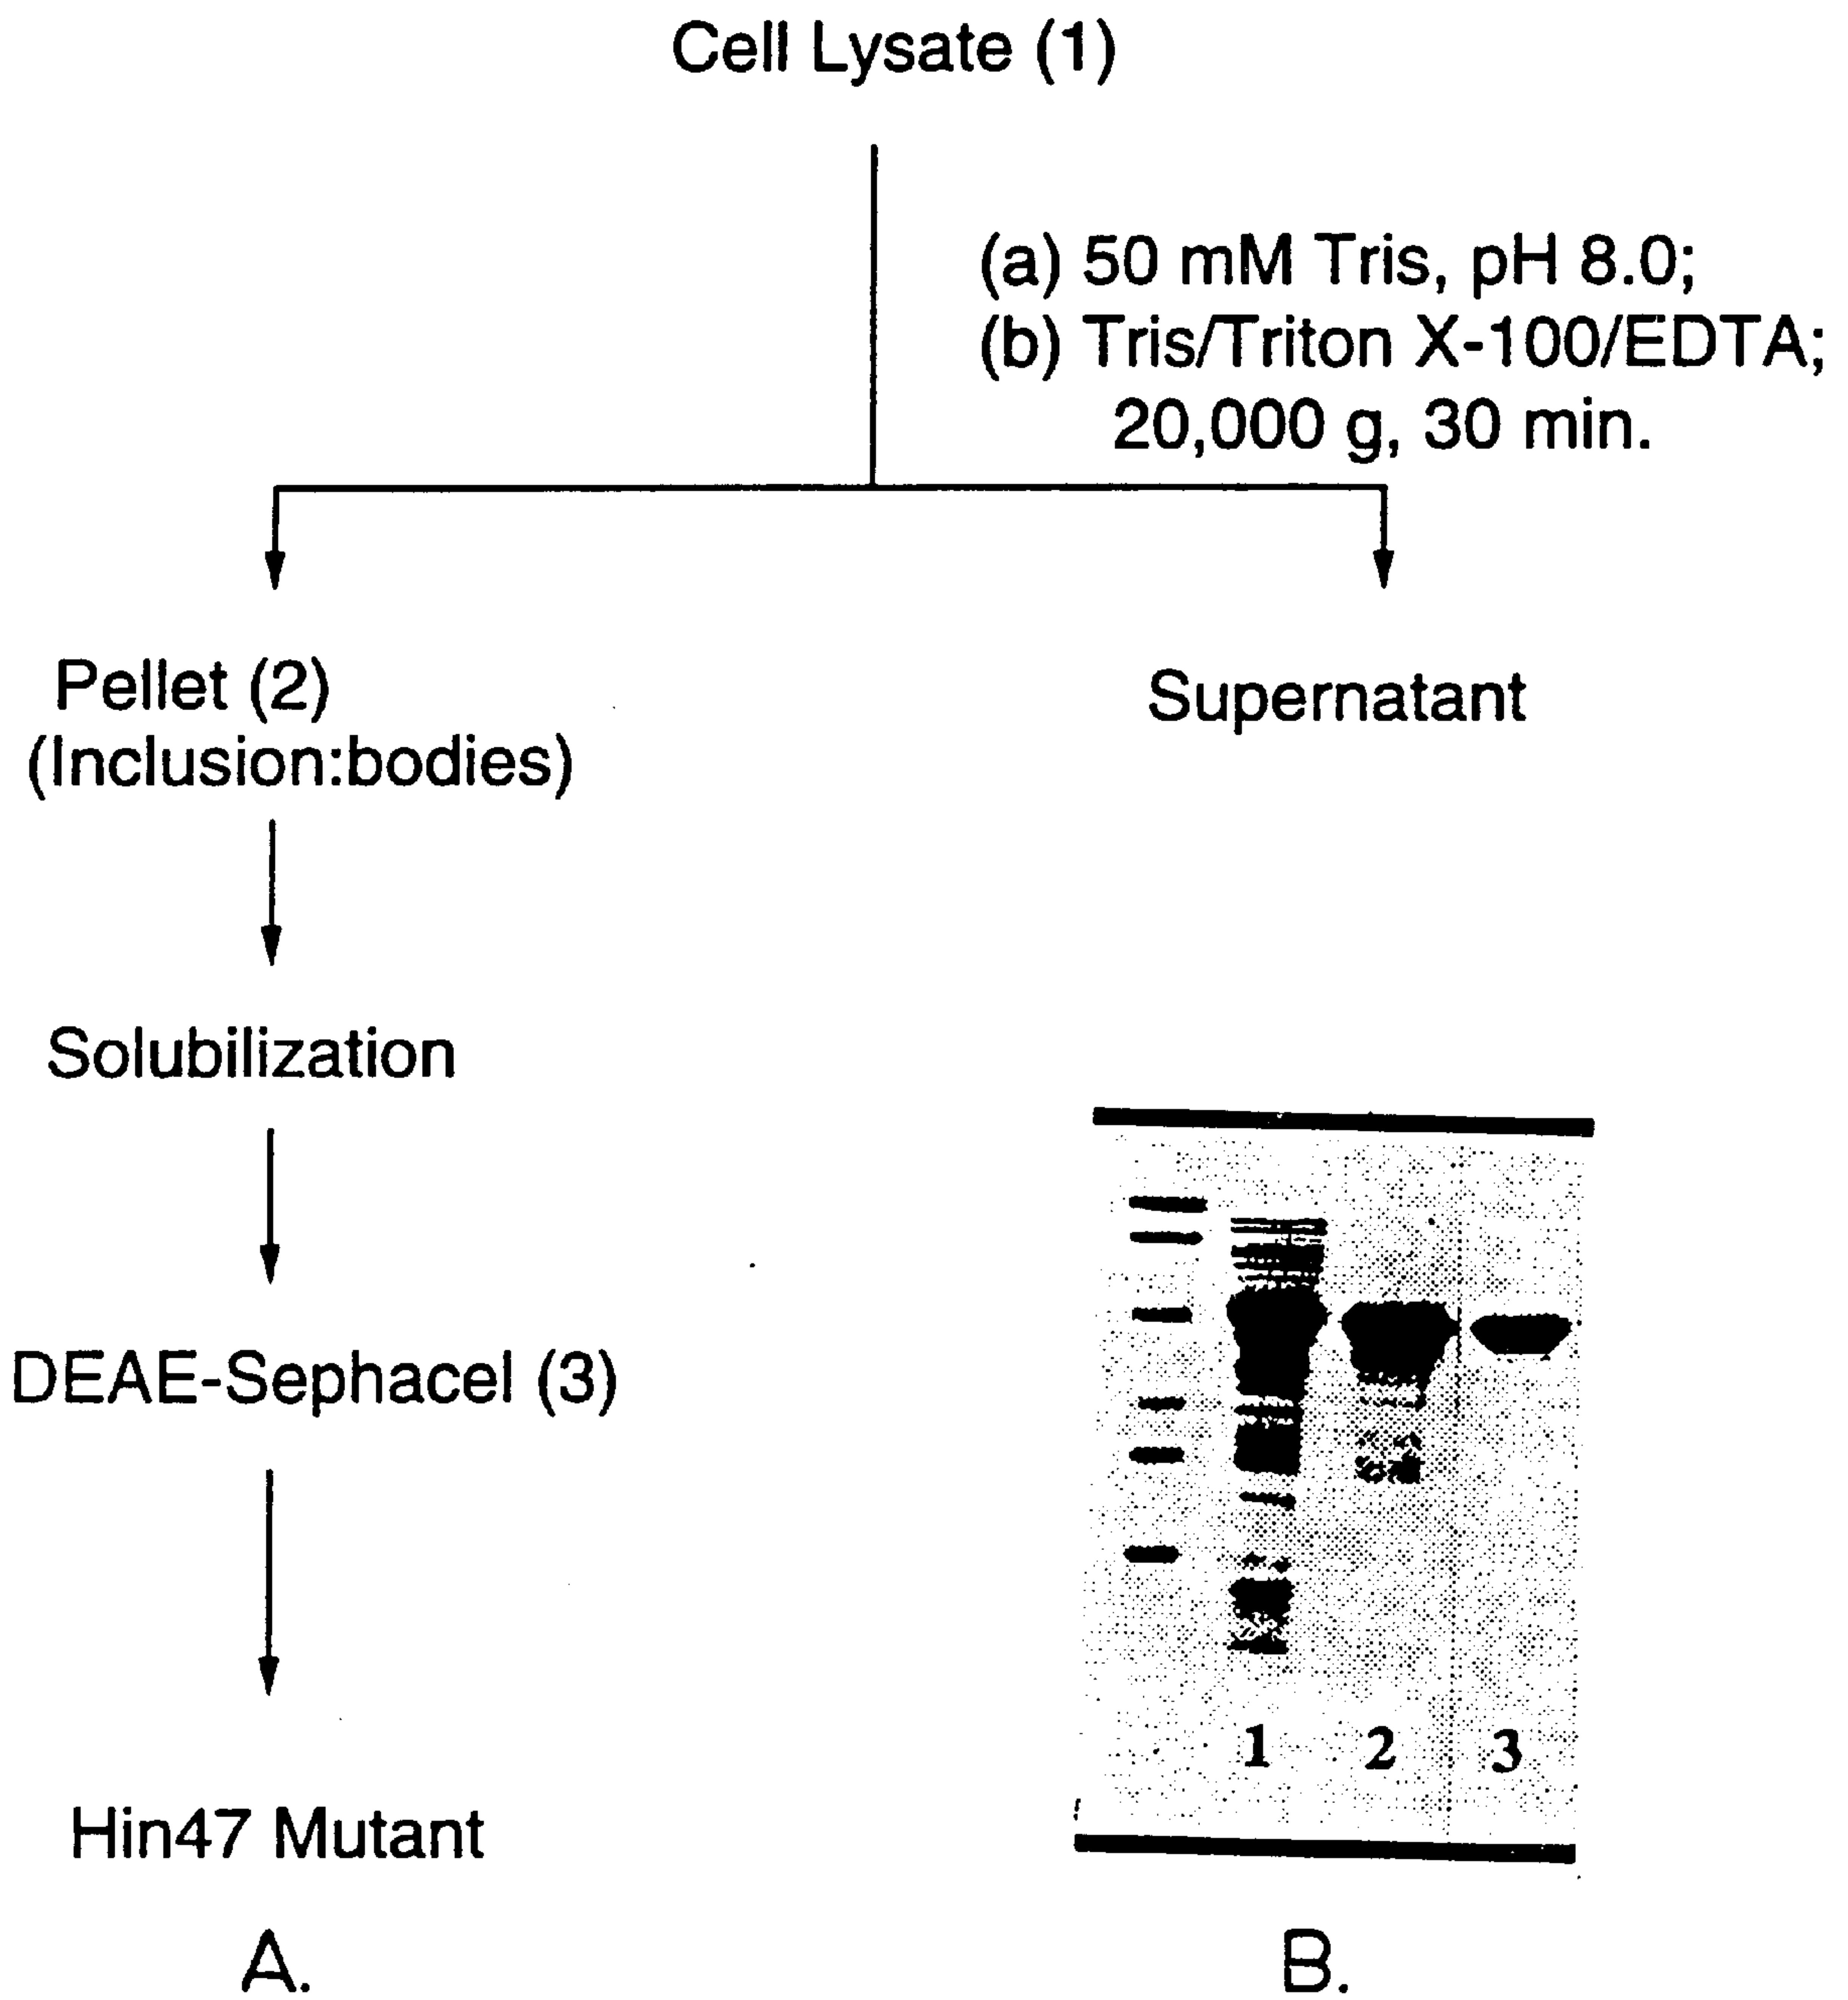 Cell Lysate (1)
(a) 50 mM Tris, pH 8.0;
(b) Tris/Triton X-100/EDTA;
20,000 g, 30 min.
Pellet (2)
(Inclusion:bodies)
Supernatant
Solubilization
DEAE-Sephacel (3)
Hin47 Mutant
1 2 3
A. B.